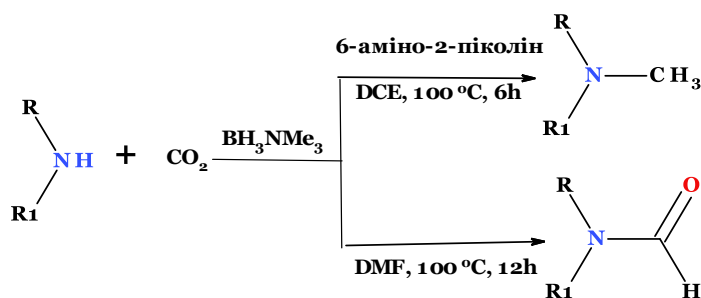 6-аміно-2-піколін
DCE, 100 ºC, 6h
R
N
CH₃
R1
R
NH
R1
+
CO₂
BH₃NMe₃
DMF, 100 ºC, 12h
R
O
N
R1
H